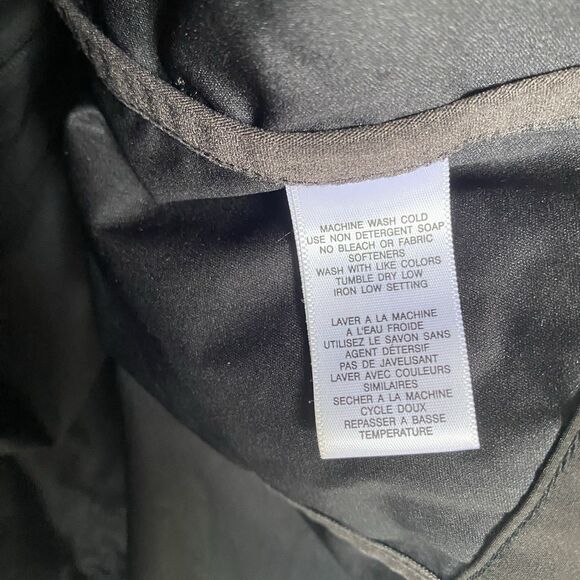 MACHINE WASH COLD
USE NON DETERGENT SOAP
NO BLEACH OR FABRIC
SOFTENERS
WASH WITH LIKE COLORS
TUMBLE DRY LOW
IRON LOW SETTING
LAVER A LA MACHINE
A L'EAU FROIDE
UTILISEZ LE SAVON SANS
AGENT DÉTERSIF
PAS DE JAVELISANT
LAVER AVEC COULEURS
SIMILAIRES
SECHER A LA MACHINE
CYCLE DOUX
REPASSER A BASSE
TEMPERATURE